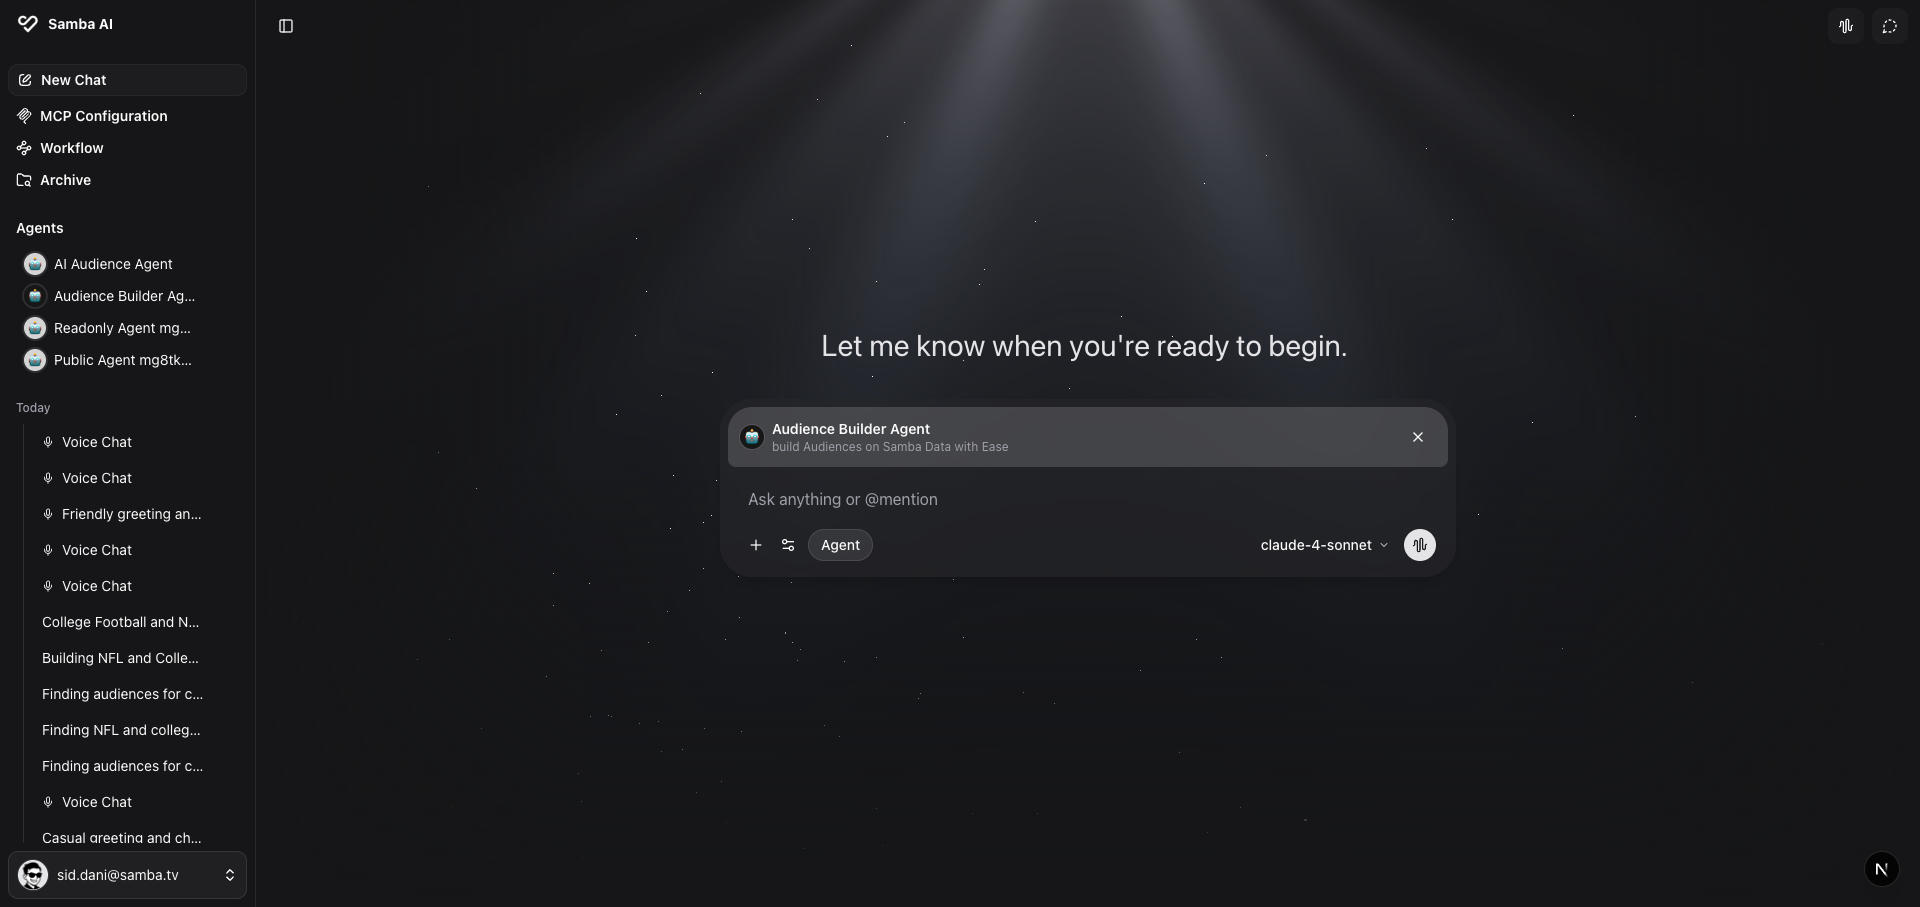 Samba AI
New Chat
MCP Configuration
Workflow
Archive
Agents
AI Audience Agent
Audience Builder Ag...
Readonly Agent mg...
Public Agent mg8tk...
Today
Voice Chat
Voice Chat
Friendly greeting an...
Voice Chat
Voice Chat
College Football and N...
Building NFL and Colle...
Finding audiences for c...
Finding NFL and colleg...
Finding audiences for c...
Voice Chat
Casual greeting and ch...
sid.dani@samba.tv
Let me know when you're ready to begin.
Audience Builder Agent
build Audiences on Samba Data with Ease
Ask anything or @mention
Agent
claude-4-sonnet
N